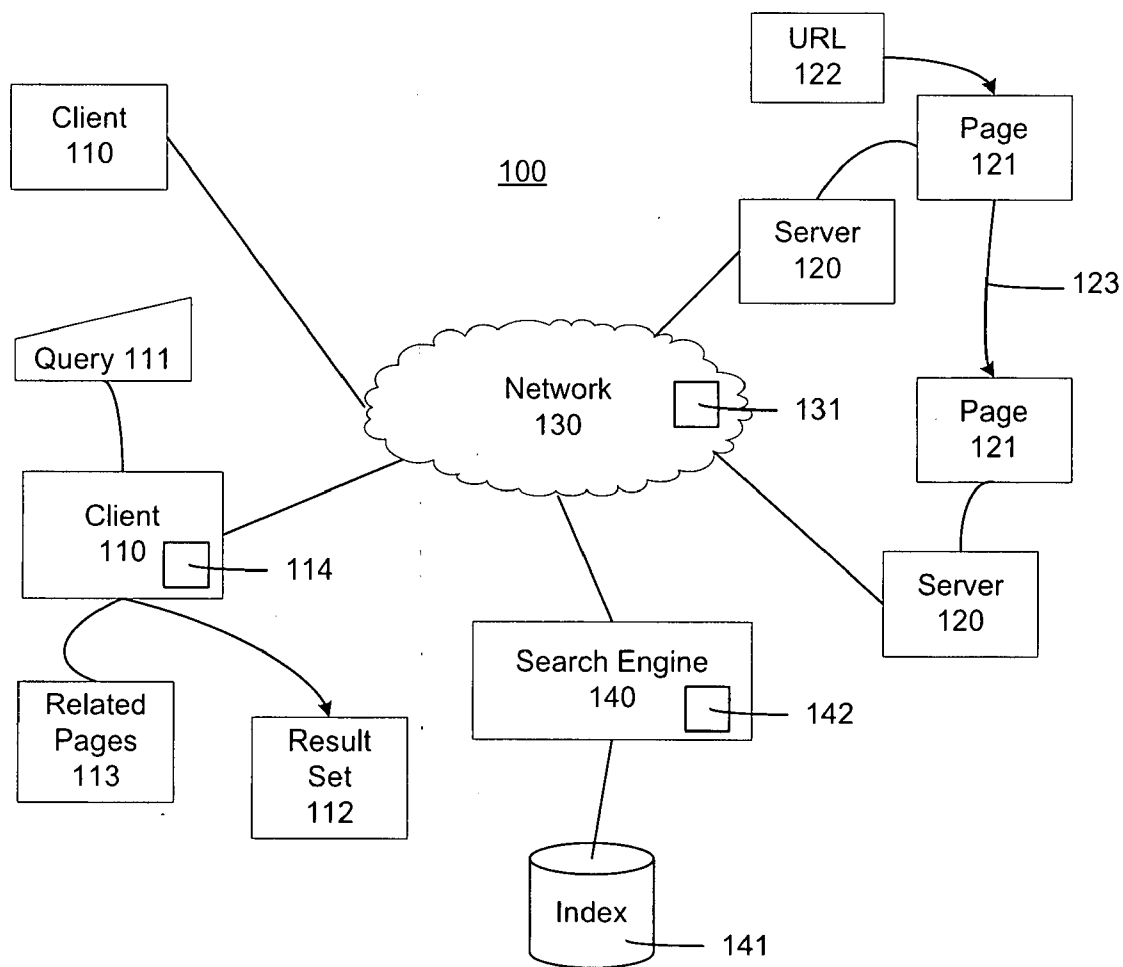 URL
122
Client
110
Page
121
100
Server
120
123
Query 111
Network
130
131
Page
121
Client
110
114
Server
120
Search Engine
140
142
Related
Pages
113
Result
Set
112
Index
141